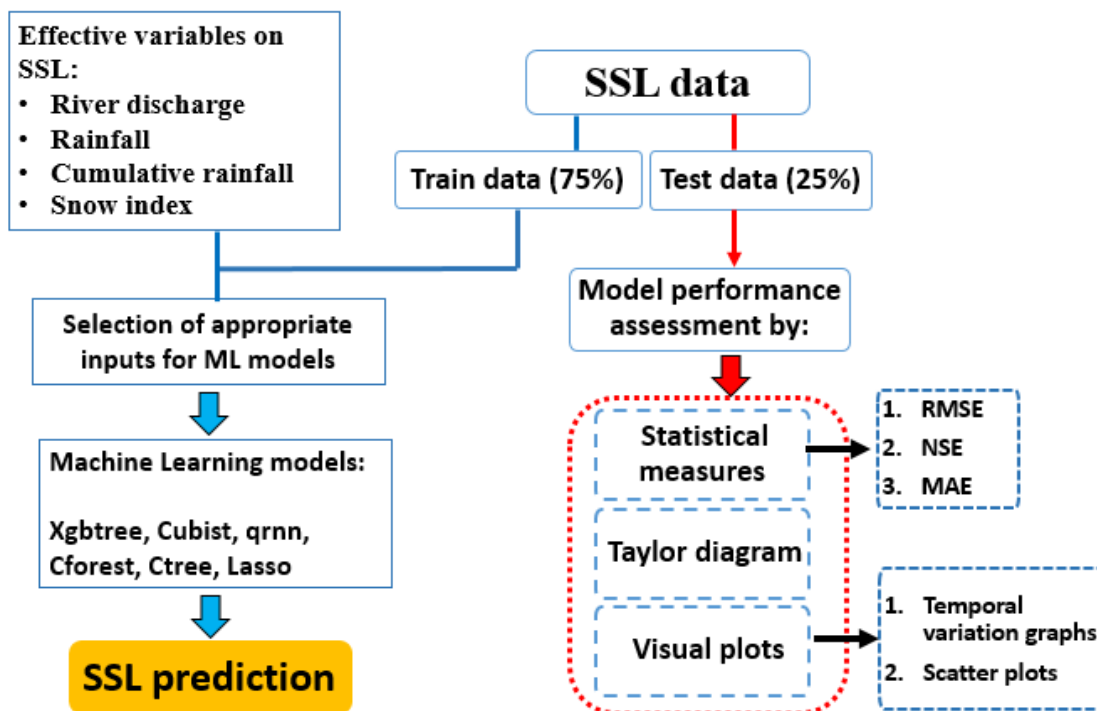 Effective variables on
SSL:
• River discharge
• Rainfall
• Cumulative rainfall
• Snow index
SSL data
Train data (75%)
Test data (25%)
Selection of appropriate
inputs for ML models
Model performance
assessment by:
Machine Learning models:
Xgbtree, Cubist, qrnn,
Cforest, Ctree, Lasso
SSL prediction
Statistical
measures
1. RMSE
2. NSE
3. MAE
Taylor diagram
Visual plots
1. Temporal
variation graphs
2. Scatter plots